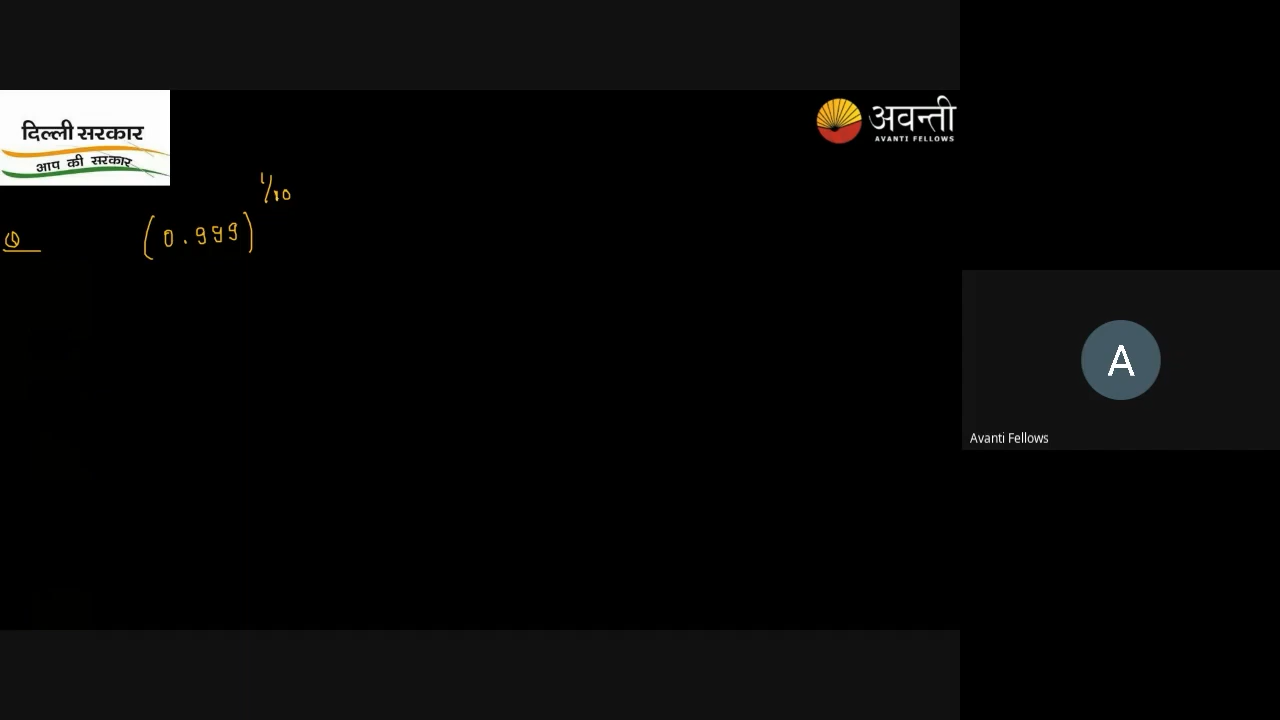 दिल्ली सरकार
आप की सरकार
अवन्ती
AVANTI FELLOWS
Q (0.999)^1/10
A
Avanti Fellows